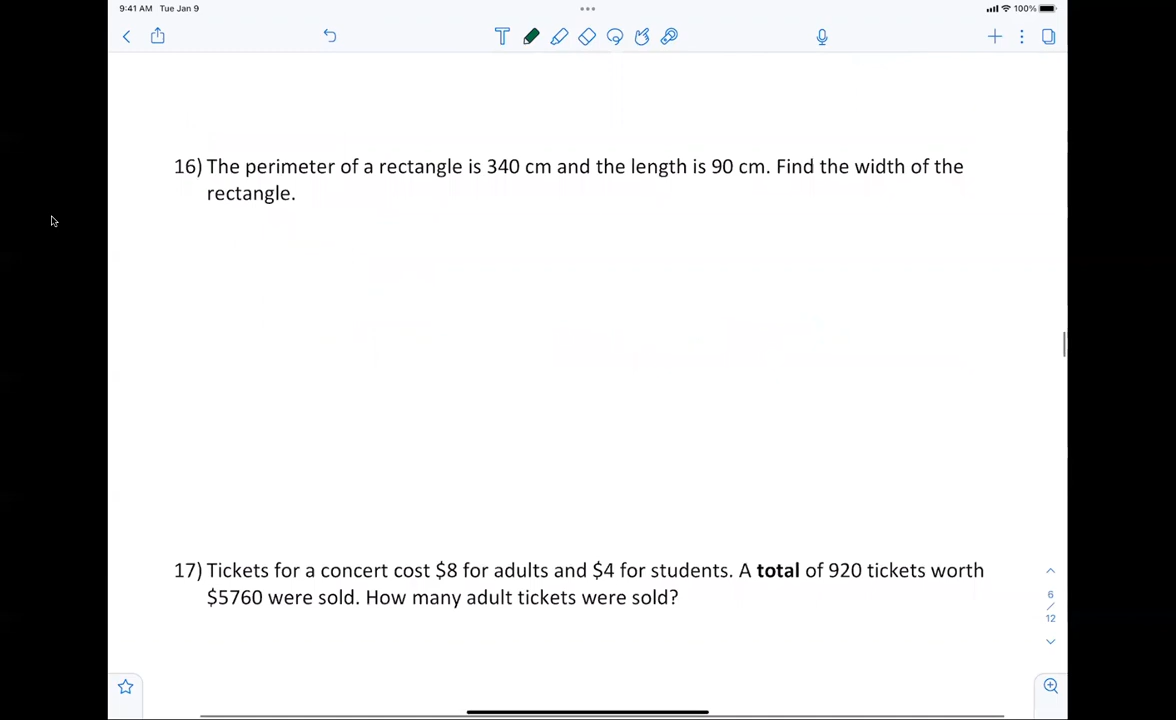 9:41 AM Tue Jan 9
100%
16) The perimeter of a rectangle is 340 cm and the length is 90 cm. Find the width of the
rectangle.
17) Tickets for a concert cost $8 for adults and $4 for students. A total of 920 tickets worth
$5760 were sold. How many adult tickets were sold?
6
/
12